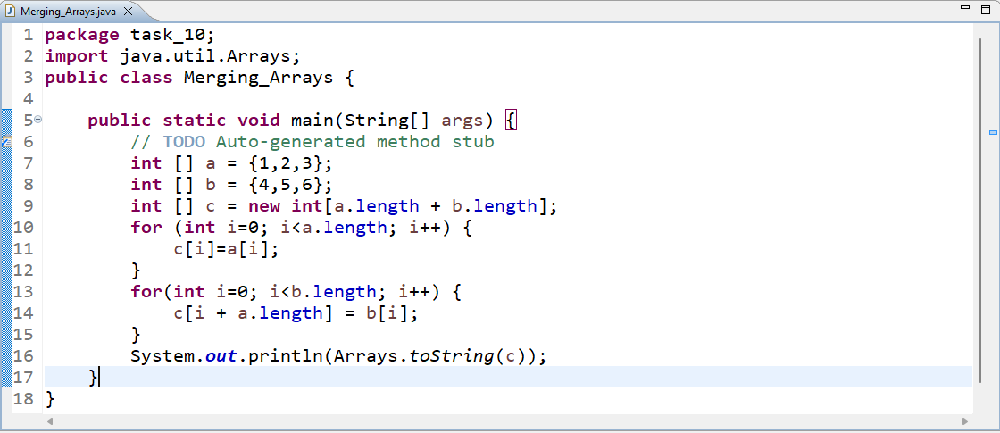 Merging_Arrays.java
1 package task_10;
2 import java.util.Arrays;
3 public class Merging_Arrays {
4
5     public static void main(String[] args) {
6         // TODO Auto-generated method stub
7         int [] a = {1,2,3};
8         int [] b = {4,5,6};
9         int [] c = new int[a.length + b.length];
10         for (int i=0; i<a.length; i++) {
11             c[i]=a[i];
12         }
13         for(int i=0; i<b.length; i++) {
14             c[i + a.length] = b[i];
15         }
16         System.out.println(Arrays.toString(c));
17     }
18 }